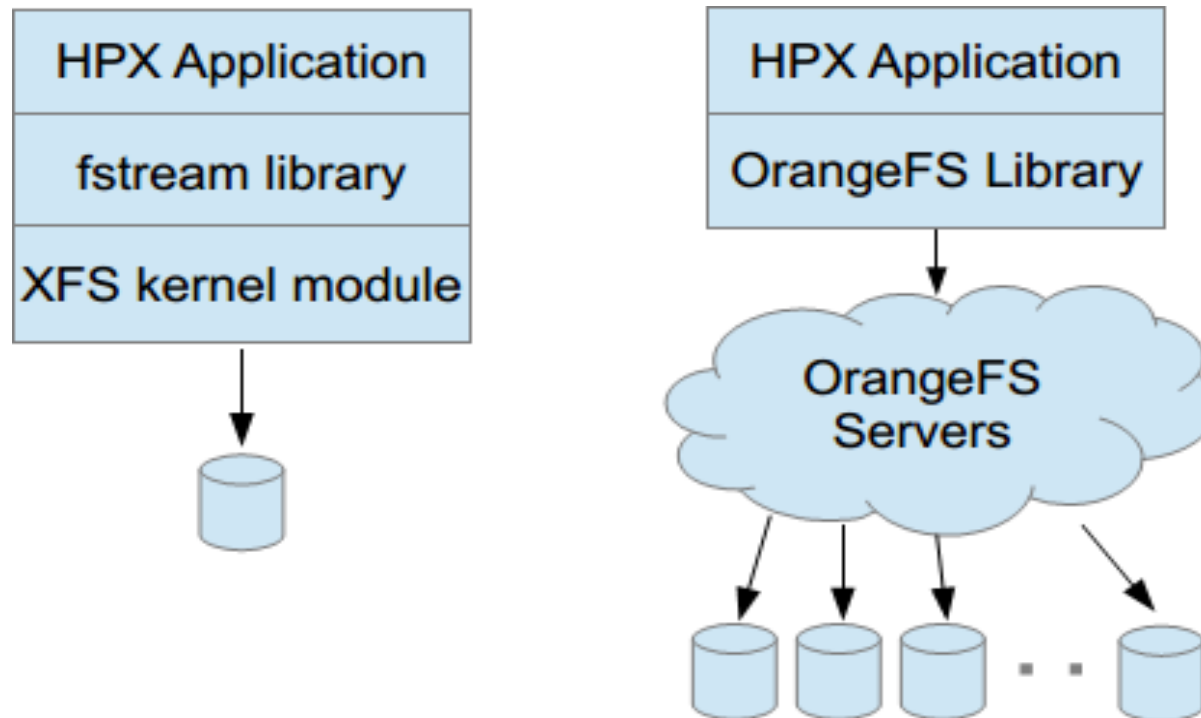 HPX Application
fstream library
XFS kernel module
HPX Application
OrangeFS Library
OrangeFS
Servers